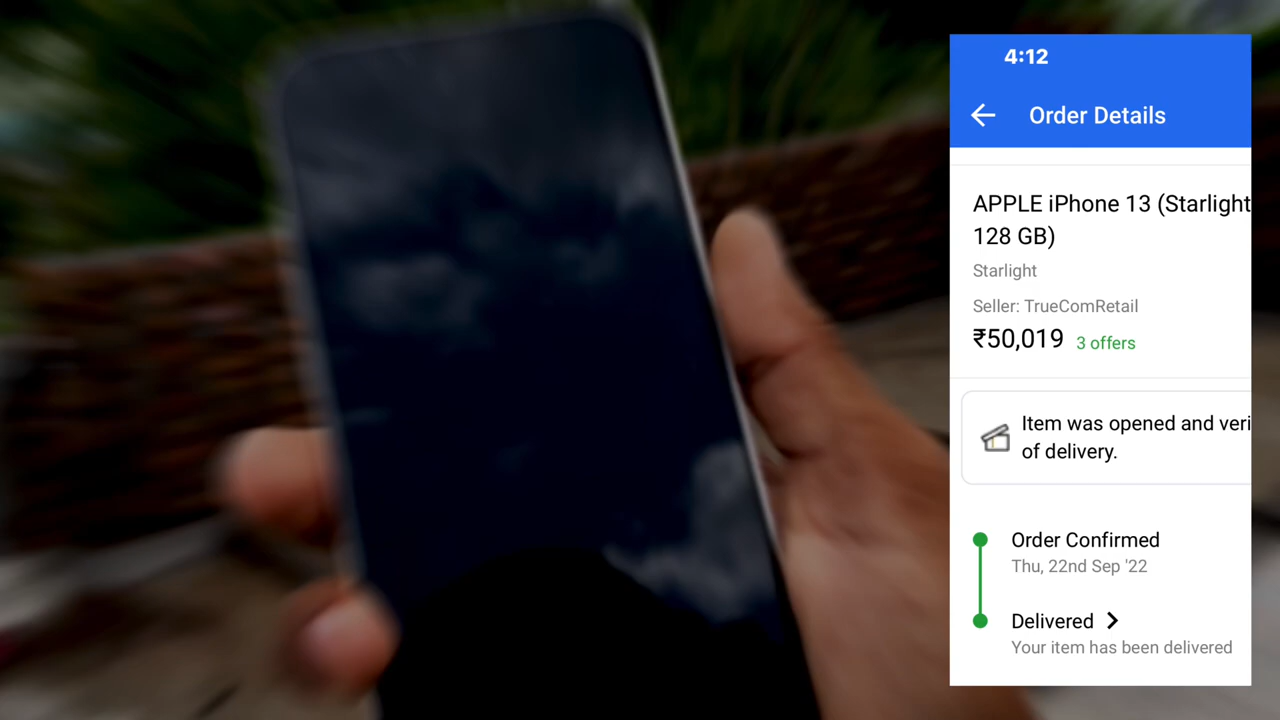 4:12
Order Details
APPLE iPhone 13 (Starlight
128 GB)
Starlight
Seller: TrueComRetail
₹50,019 3 offers
Item was opened and veri
of delivery.
Order Confirmed
Thu, 22nd Sep '22
Delivered
Your item has been delivered